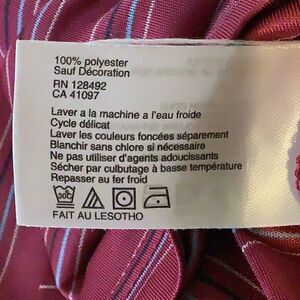 100% polyester
Sauf Décoration
RN 128492
CA 41097
Laver a la machine a l'eau froide
Cycle délicat
Laver les couleurs foncées séparement
Blanchir sans chlore si nécessaire
Ne pas utiliser d'agents adoucissants
Sécher par culbutage à basse température
Repasser au fer froid
FAIT AU LESOTHO